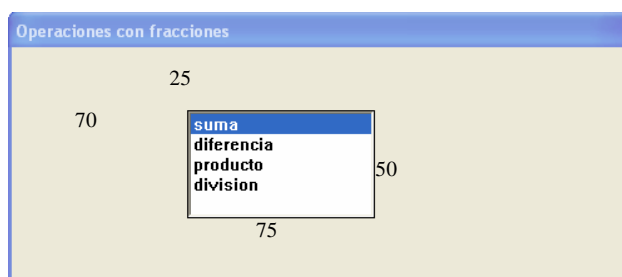 Operaciones con fracciones
25
70
suma
diferencia
producto
division
50
75